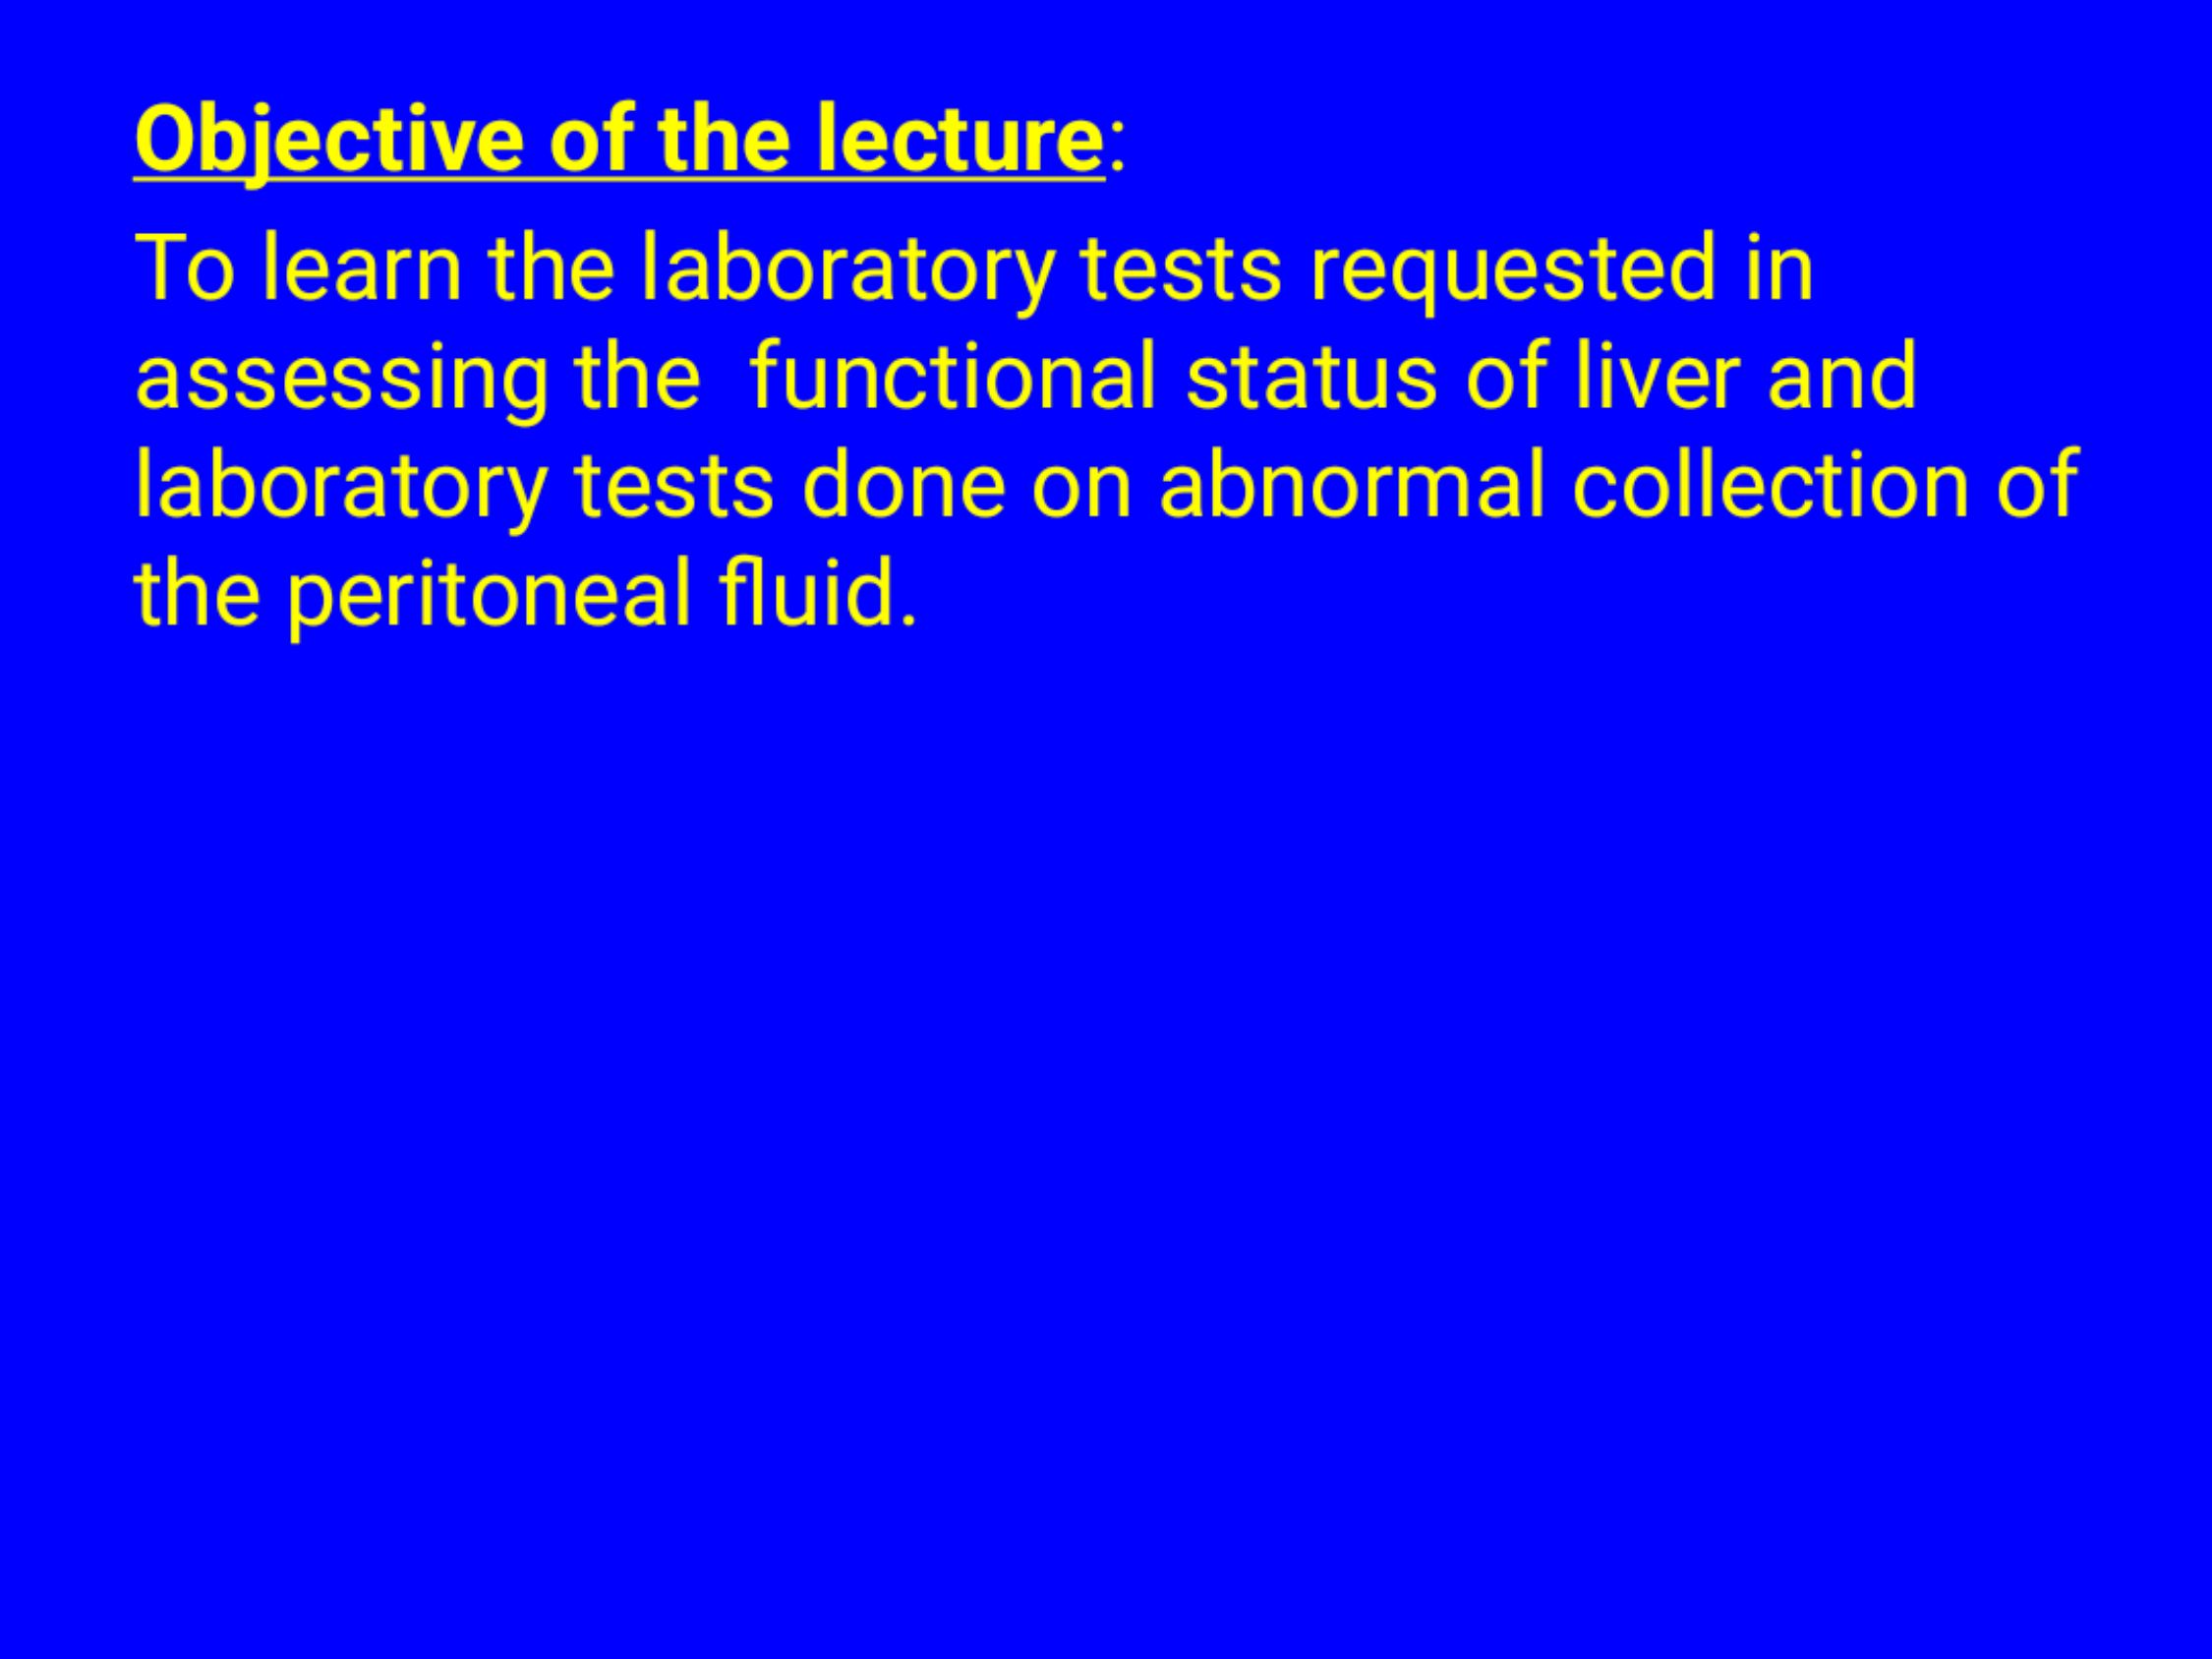 Objective of the lecture:
To learn the laboratory tests requested in
assessing the  functional status of liver and
laboratory tests done on abnormal collection of
the peritoneal fluid.